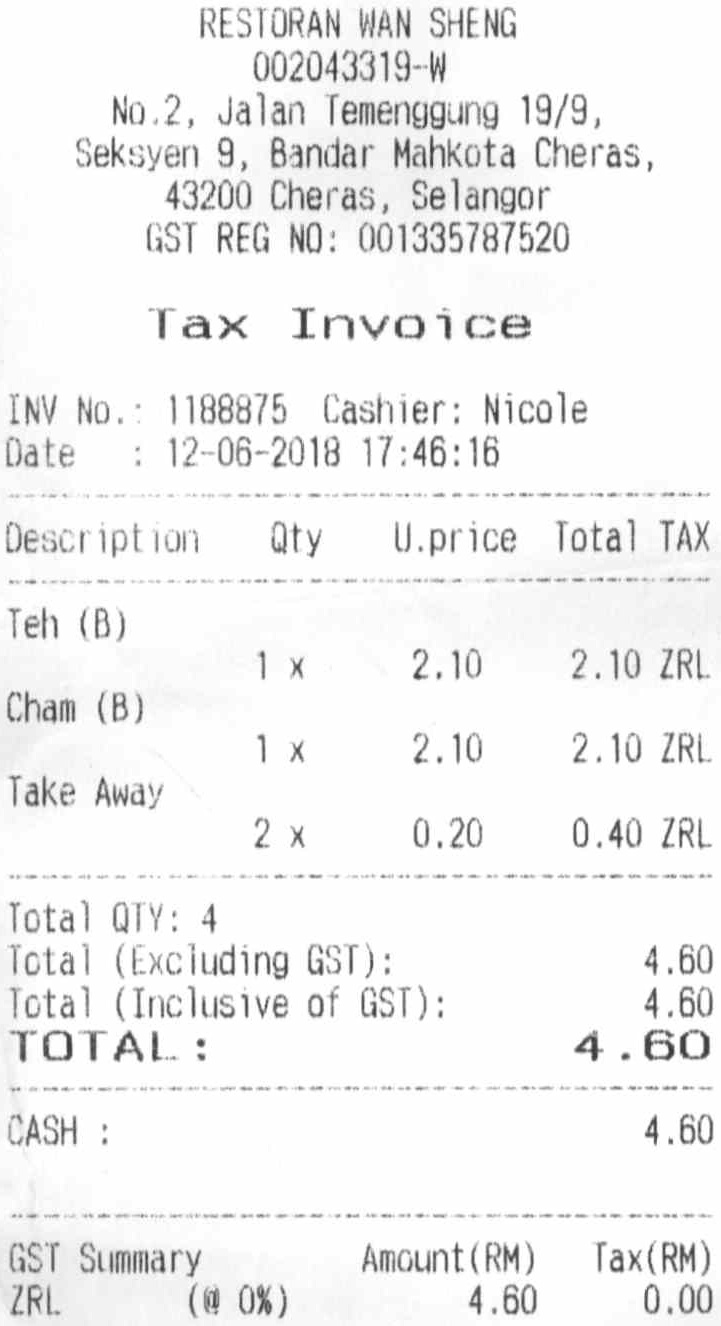 RESTORAN WAN SHENG
002043319-W
No.2, Jalan Temenggung 19/9,
Seksyen 9, Bandar Mahkota Cheras,
43200 Cheras, Selangor
GST REG NO: 001335787520
Tax Invoice
INV No.: 1188875 Cashier: Nicole
Date : 12-06-2018 17:46:16
Description Qty U.price Total TAX
Teh (B)
1 x 2.10 2.10 ZRL
Cham (B)
1 x 2.10 2.10 ZRL
Take Away
2 x 0.20 0.40 ZRL
Total QTY: 4
Total (Excluding GST): 4.60
Total (Inclusive of GST): 4.60
TOTAL: 4.60
CASH : 4.60
GST Summary Amount(RM) Tax(RM)
ZRL (@ 0%) 4.60 0.00